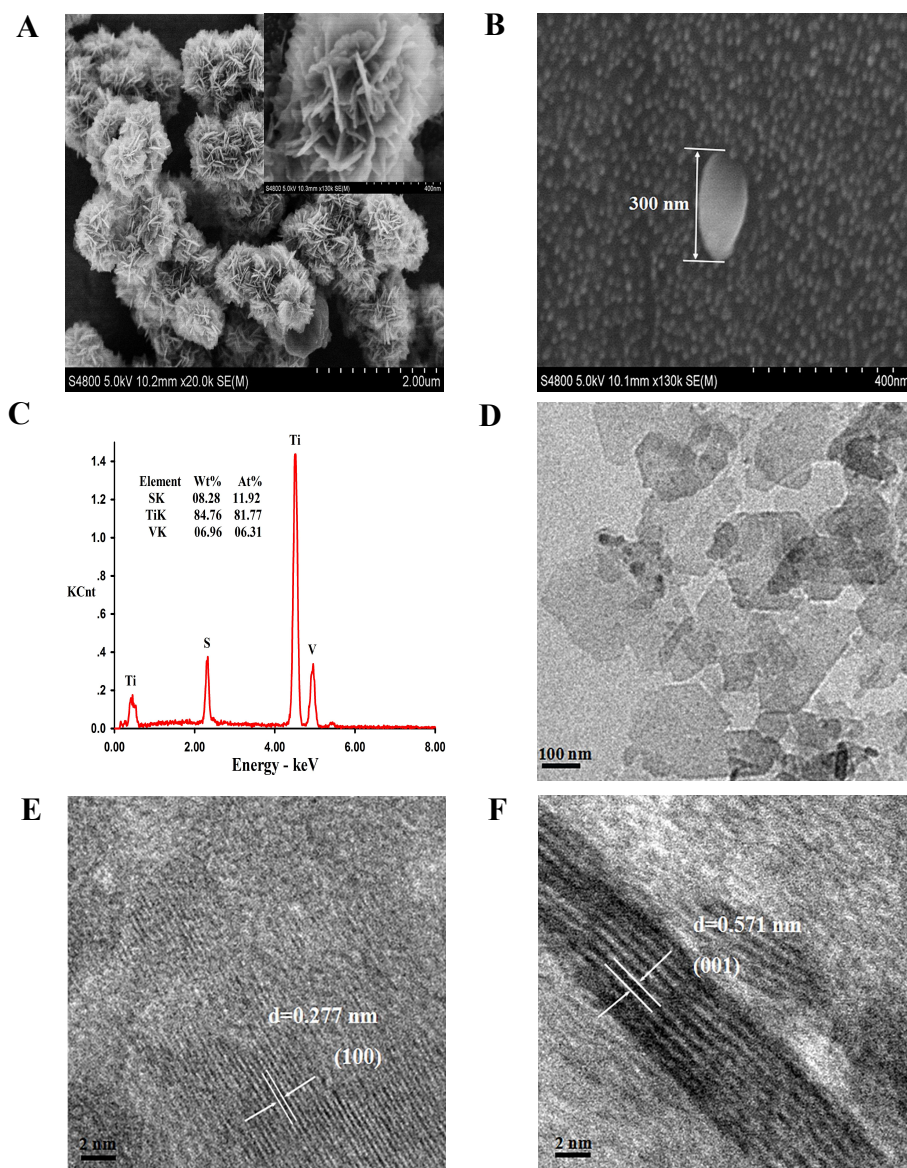 A
S4800 5.0kV 10.3mm x130k SE(M) 400nm
S4800 5.0kV 10.2mm x20.0k SE(M) 2.00um
B
300 nm
S4800 5.0kV 10.1mm x130k SE(M) 400nm
C
Ti
Element Wt% At%
SK 08.28 11.92
TiK 84.76 81.77
VK 06.96 06.31
1.4
1.2
1.0
.8
KCnt
.6
.4
.2
0.0
S
V
Ti
0.00 2.00 4.00 6.00 8.00
Energy - keV
D
100 nm
E
d=0.277 nm
(100)
2 nm
F
d=0.571 nm
(001)
2 nm